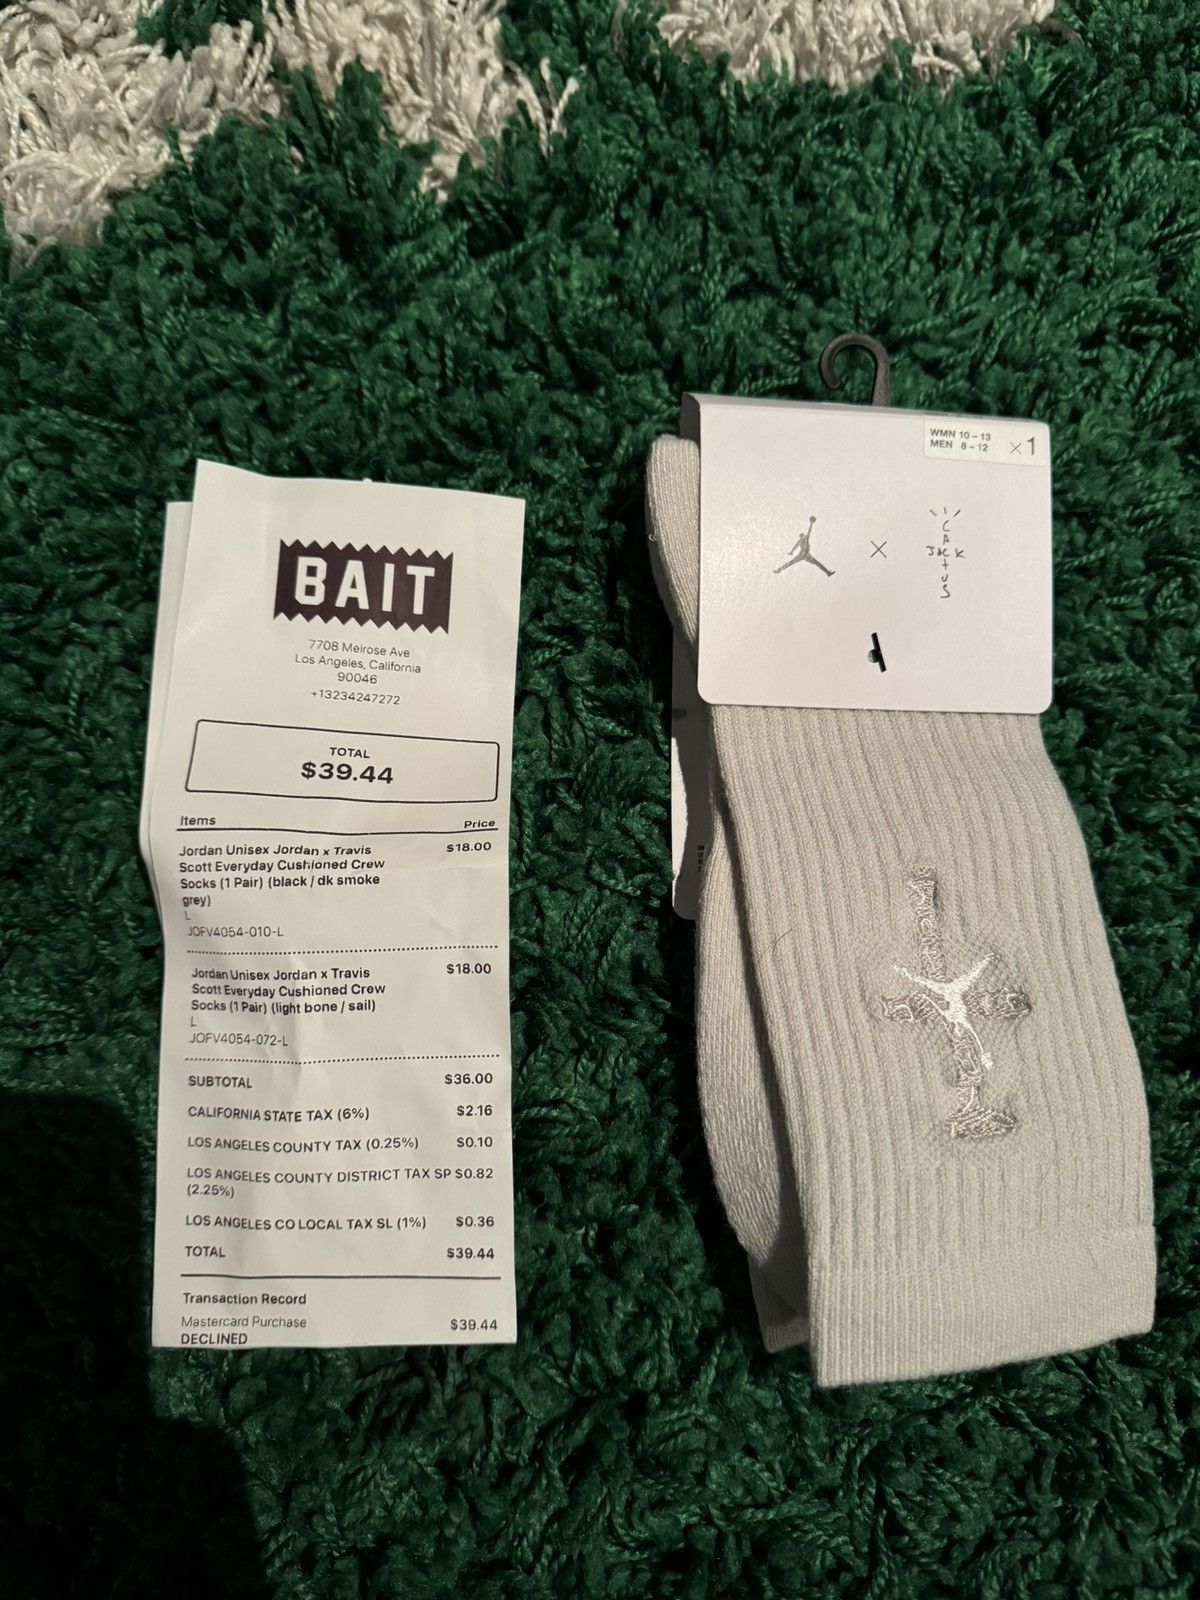 BAIT
7708 Melrose Ave
Los Angeles, California
90046
+13234247272
TOTAL
$39.44
Items Price
Jordan Unisex Jordan x Travis $18.00
Scott Everyday Cushioned Crew
Socks (1 Pair) (black / dk smoke
grey)
L
JOFV4054-010-L
Jordan Unisex Jordan x Travis $18.00
Scott Everyday Cushioned Crew
Socks (1 Pair) (light bone / sail)
L
JOFV4054-072-L
SUBTOTAL $36.00
CALIFORNIA STATE TAX (6%) $2.16
LOS ANGELES COUNTY TAX (0.25%) $0.10
LOS ANGELES COUNTY DISTRICT TAX SP $0.82
(2.25%)
LOS ANGELES CO LOCAL TAX SL (1%) $0.36
TOTAL $39.44
Transaction Record
Mastercard Purchase $39.44
DECLINED
WMN 10-13
MEN 8-12 ×1
×
CACTUS
JACK